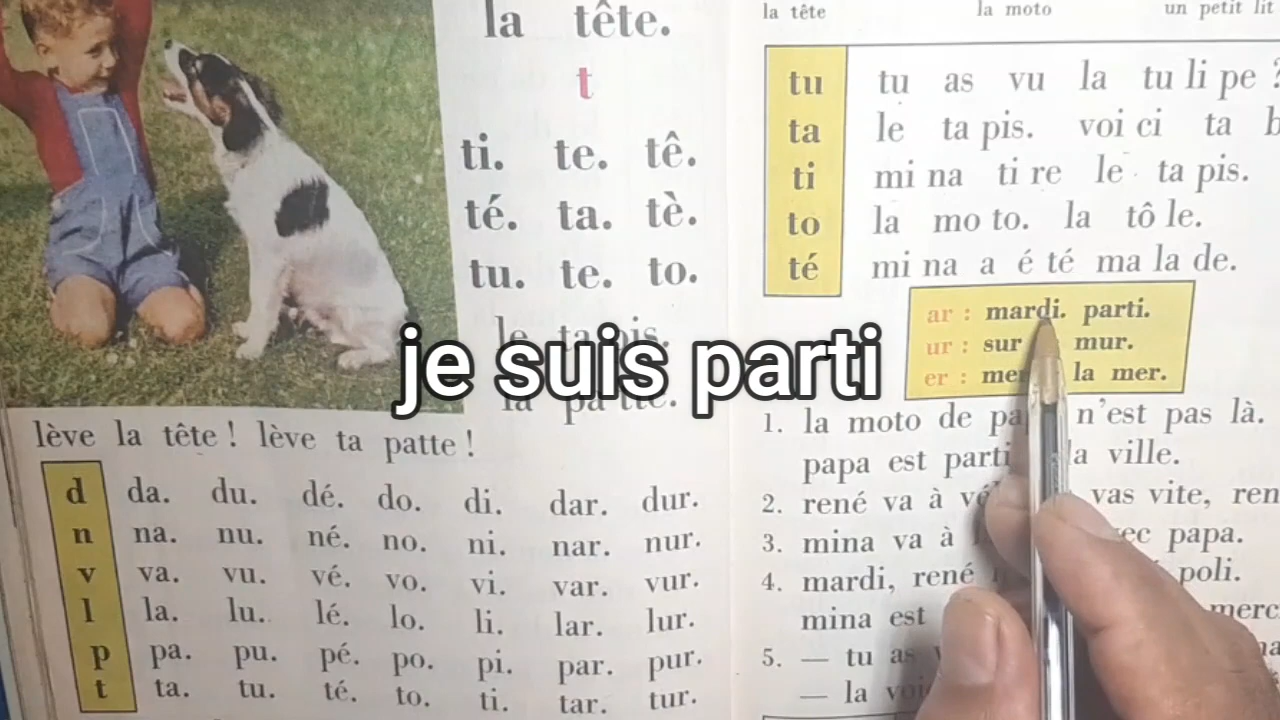 la tête.
t
ti. te. tê.
té. ta. tè.
tu. te. to.
le tapis.
la patte.
lève la tête ! lève ta patte !
d da. du. dé. do. di. dar. dur.
n na. nu. né. no. ni. nar. nur.
v va. vu. vé. vo. vi. var. vur.
l la. lu. lé. lo. li. lar. lur.
p pa. pu. pé. po. pi. par. pur.
t ta. tu. té. to. ti. tar. tur.
la tête la moto un petit lit
tu tu as vu la tu li pe ?
ta le ta pis. voi ci ta
ti mi na ti re le ta pis.
to la mo to. la tô le.
té mi na a é té ma la de.
ar : mardi. parti.
ur : sur mur.
er : la mer.
1. la moto de n'est pas là.
papa est parti la ville.
2. rené va à vas vite,
3. mina va à papa.
4. mardi, rené poli.
mina est
5. — tu as
— la
je suis parti